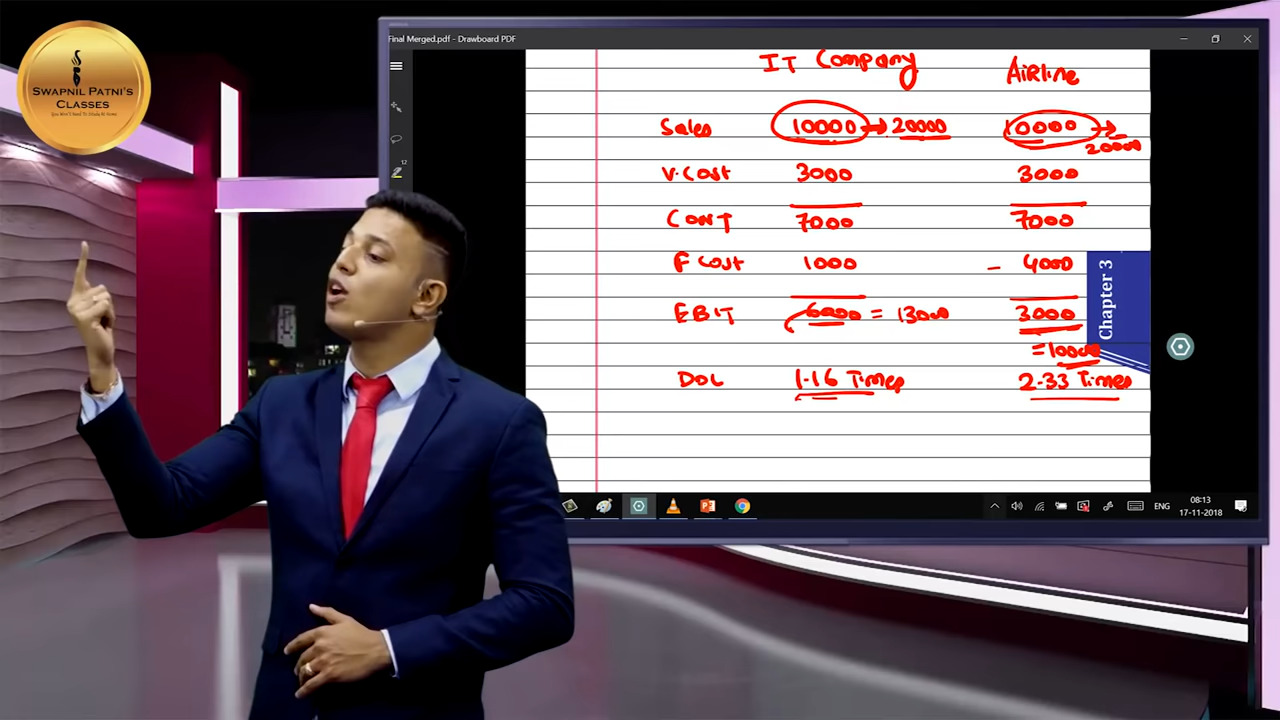 SWAPNIL PATNI'S
CLASSES
Final Merged.pdf - Drawboard PDF
IT Company Airline
Sales 10000 → 20000 10000 → 20000
V.Cost 3000 3000
CONT 7000 7000
F Cost 1000 - 4000
EBIT 6000 = 13000 3000
= 10000
DOL 1.16 Times 2.33 Times
Chapter 3
ENG
08:13
17-11-2018